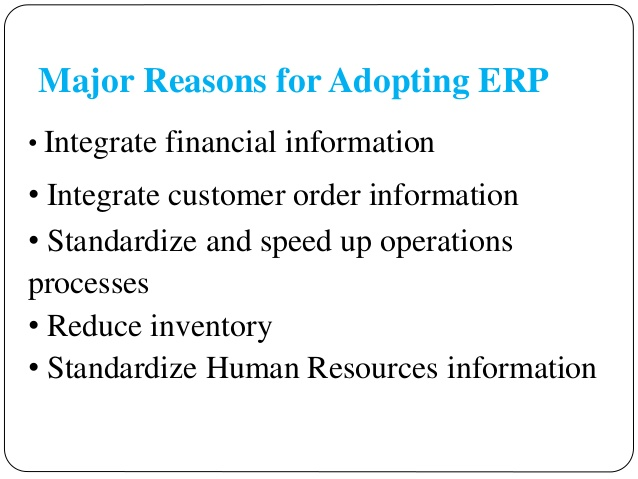 Major Reasons for Adopting ERP
• Integrate financial information
• Integrate customer order information
• Standardize and speed up operations
processes
• Reduce inventory
• Standardize Human Resources information